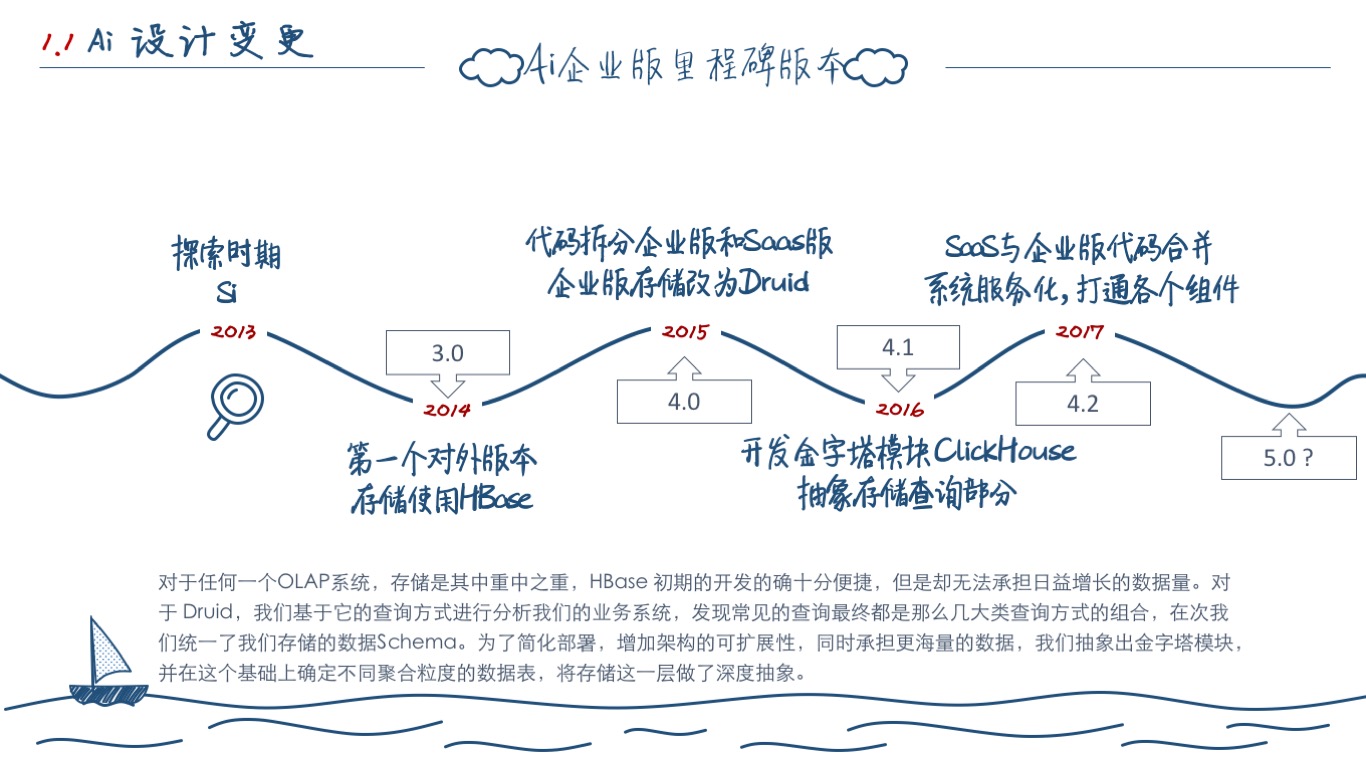 1.1 Ai 设计变更
Ai企业版里程碑版本
探索时期
Si
2013
3.0
2014
第一个对外版本
存储使用HBase
代码拆分企业版和SaaS版
企业版存储改为Druid
2015
4.0
4.1
2016
开发金字塔模块ClickHouse
抽象存储查询部分
SaaS与企业版代码合并
系统服务化,打通各个组件
2017
4.2
5.0 ?
对于任何一个OLAP系统，存储是其中重中之重，HBase 初期的开发的确十分便捷，但是却无法承担日益增长的数据量。对
于 Druid，我们基于它的查询方式进行分析我们的业务系统，发现常见的查询最终都是那么几大类查询方式的组合，在次我
们统一了我们存储的数据Schema。为了简化部署，增加架构的可扩展性，同时承担更海量的数据，我们抽象出金字塔模块，
并在这个基础上确定不同聚合粒度的数据表，将存储这一层做了深度抽象。